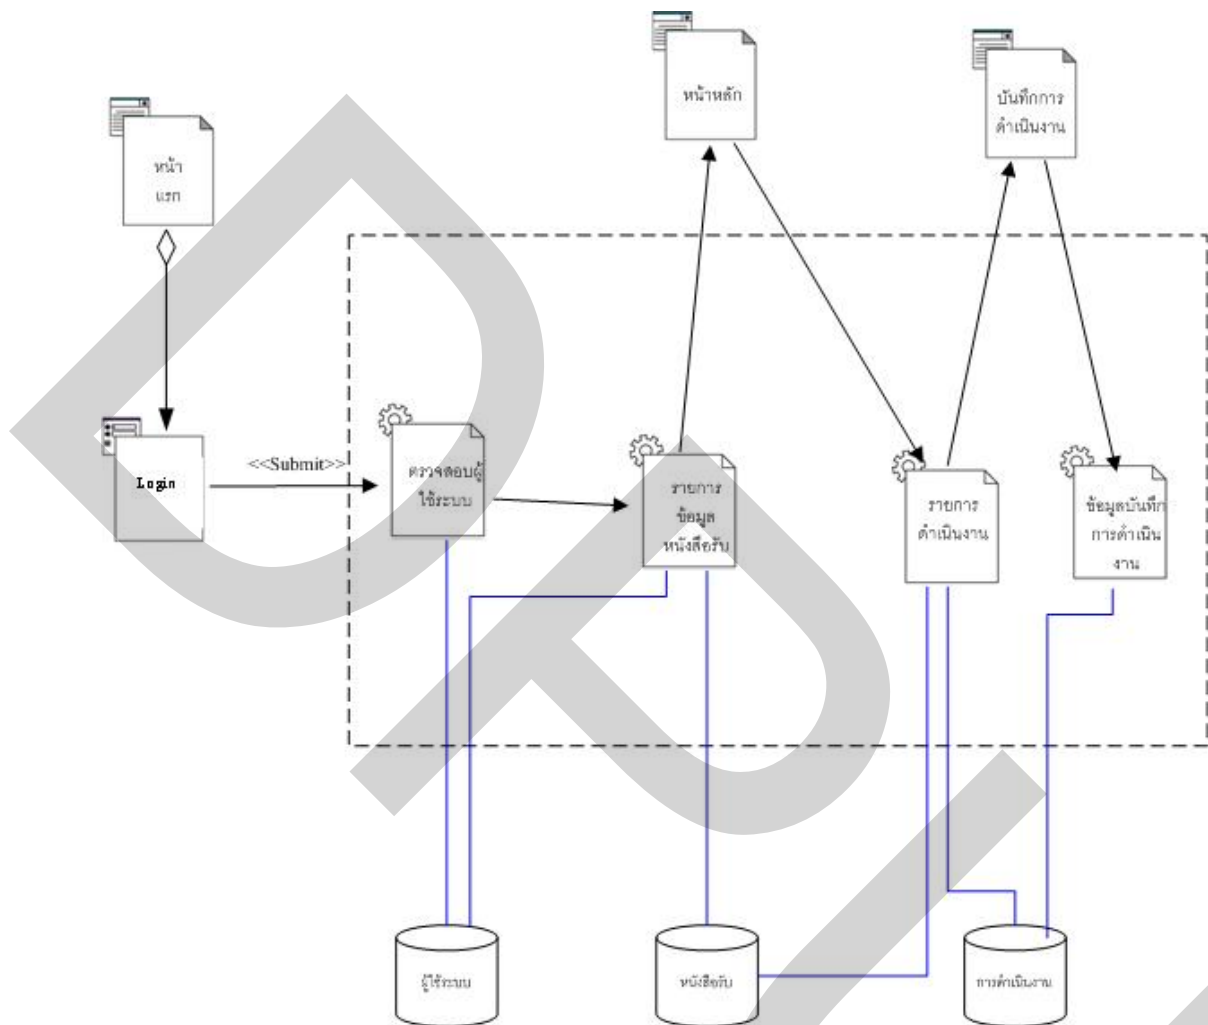 หน้าหลัก
บันทึกการ
ดำเนินงาน
หน้า
แรก
Login
<<Submit>>
ตรวจสอบผู้
ใช้ระบบ
รายการ
ข้อมูล
หนังสือรับ
รายการ
ดำเนินงาน
ข้อมูลบันทึก
การดำเนิน
งาน
ผู้ใช้ระบบ
หนังสือรับ
การดำเนินงาน